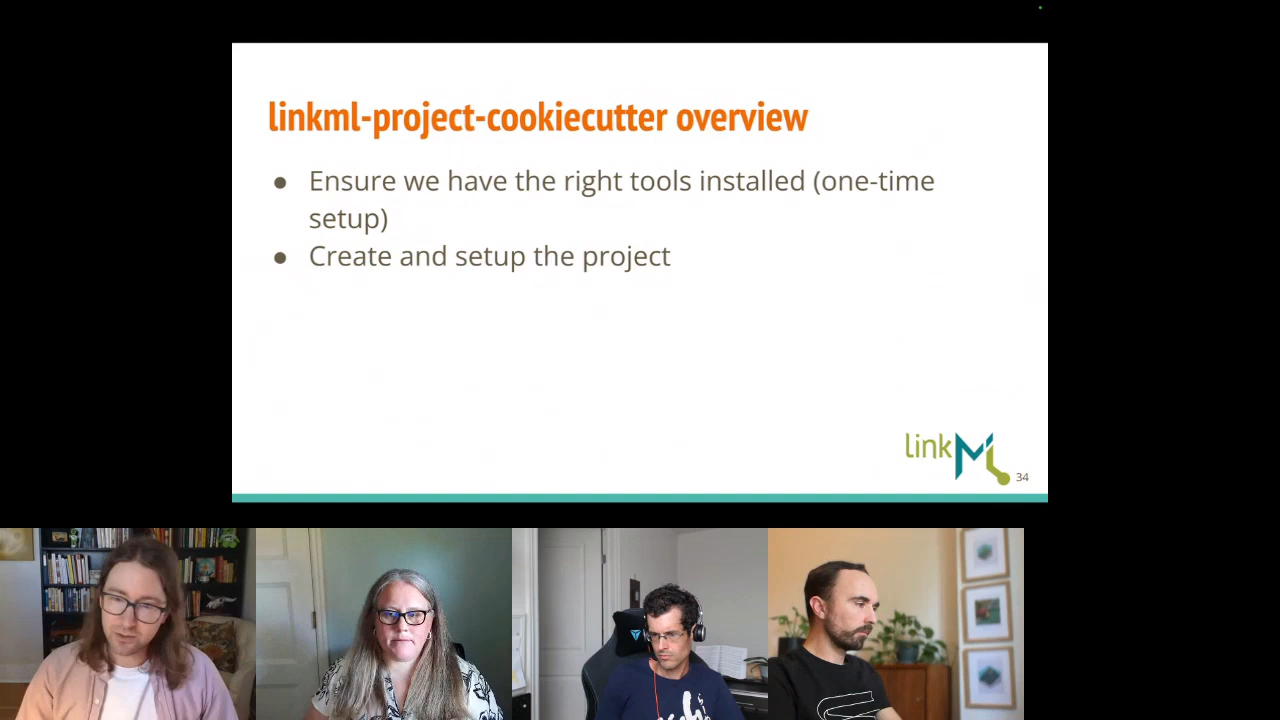 linkml-project-cookiecutter overview
● Ensure we have the right tools installed (one-time
setup)
● Create and setup the project
linkML
34